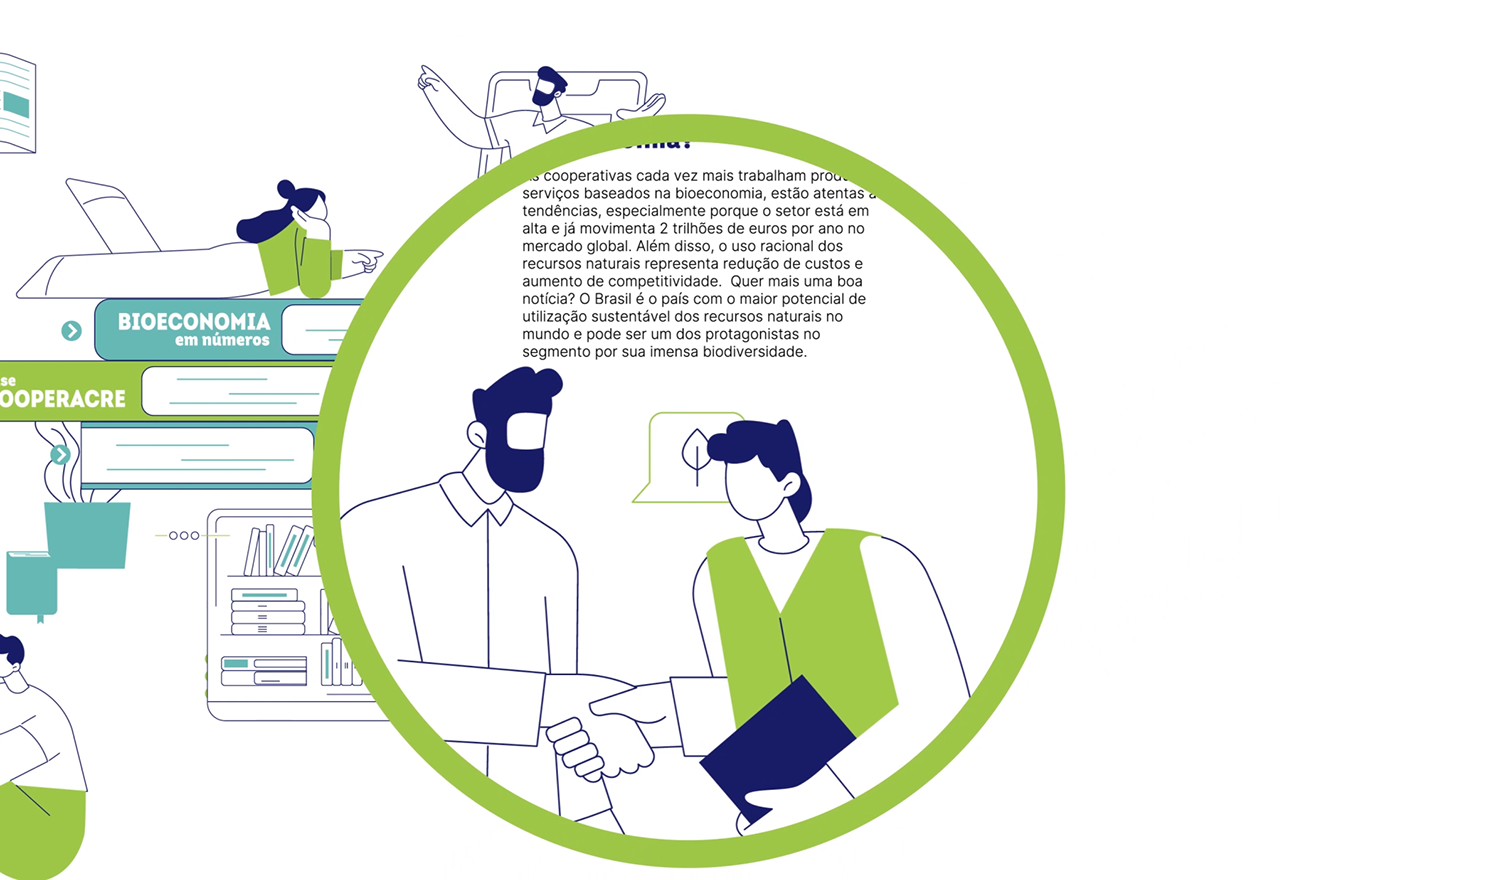 s cooperativas cada vez mais trabalham
serviços baseados na bioeconomia, estão atentas
tendências, especialmente porque o setor está em
alta e já movimenta 2 trilhões de euros por ano no
mercado global. Além disso, o uso racional dos
recursos naturais representa redução de custos e
aumento de competitividade. Quer mais uma boa
notícia? O Brasil é o país com o maior potencial de
utilização sustentável dos recursos naturais no
mundo e pode ser um dos protagonistas no
segmento por sua imensa biodiversidade.
BIOECONOMIA
em números
se
OOPERACRE